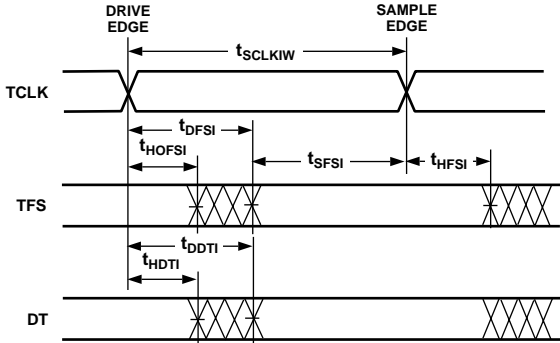 DRIVE
EDGE
SAMPLE
EDGE
tSCLKIW
TCLK
tDFSI
tHOFSI
tSFSI
tHFSI
TFS
tDDTI
tHDTI
DT